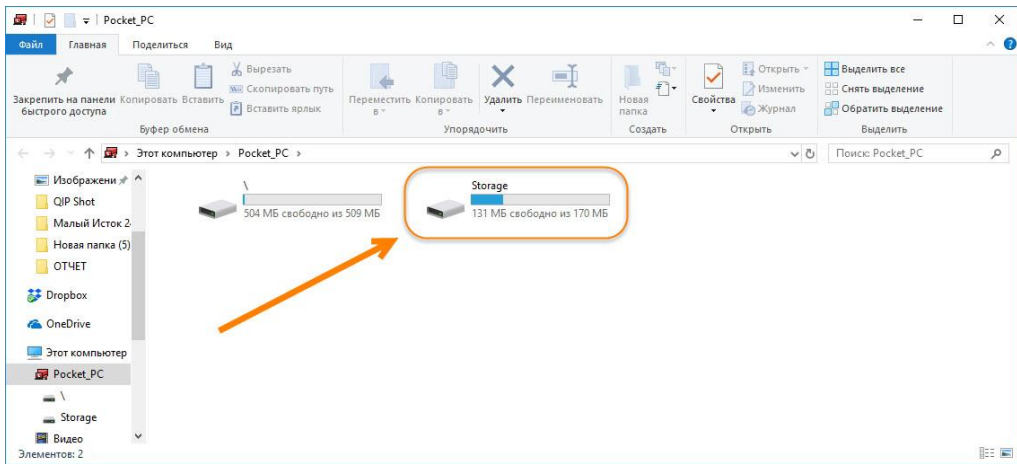 Pocket_PC
Файл Главная Поделиться Вид
Закрепить на панели быстрого доступа
Копировать
Вставить
Вырезать
Скопировать путь
Вставить ярлык
Буфер обмена
Переместить в
Копировать в
Удалить
Переименовать
Упорядочить
Новая папка
Создать
Свойства
Открыть
Изменить
Журнал
Открыть
Выделить все
Снять выделение
Обратить выделение
Выделить
Этот компьютер › Pocket_PC ›
Поиск: Pocket_PC
Изображени
QIP Shot
Малый Исток 2
Новая папка (5)
ОТЧЕТ
Dropbox
OneDrive
Этот компьютер
Pocket_PC
\
Storage
Видео
\
504 МБ свободно из 509 МБ
Storage
131 МБ свободно из 170 МБ
Элементов: 2